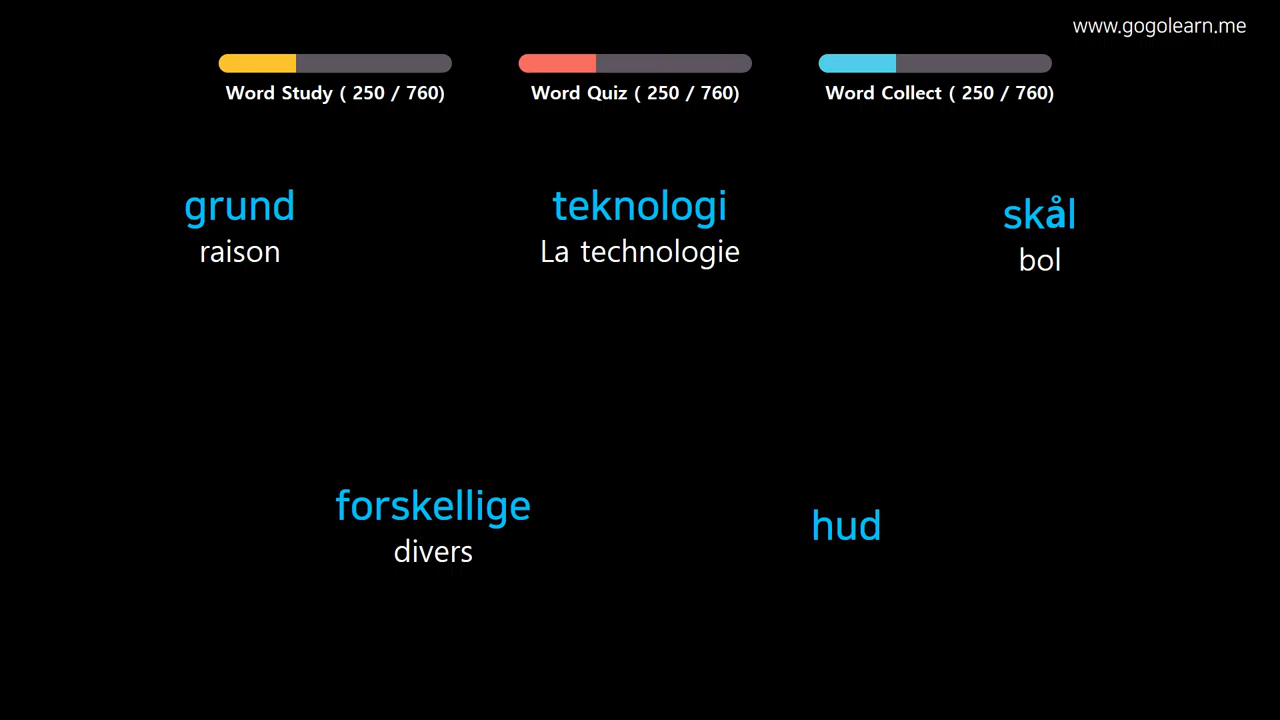 www.gogolearn.me
Word Study ( 250 / 760)
Word Quiz ( 250 / 760)
Word Collect ( 250 / 760)
grund
raison
teknologi
La technologie
skål
bol
forskellige
divers
hud